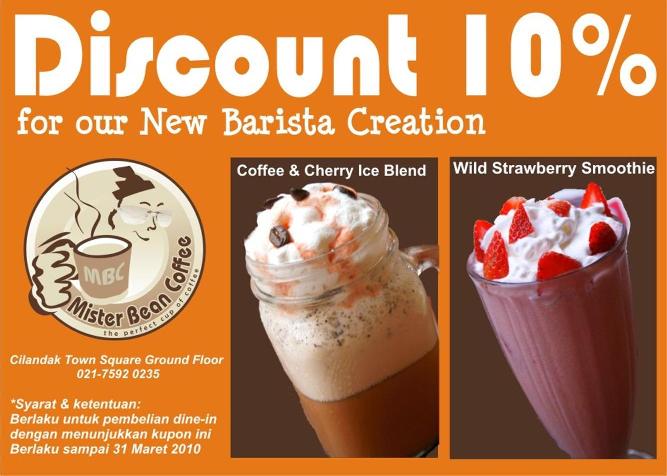 Discount 10%
for our New Barista Creation
MBC
Mister Bean Coffee
the perfect cup of coffee
Cilandak Town Square Ground Floor
021-7592 0235
*Syarat & ketentuan:
Berlaku untuk pembelian dine-in
dengan menunjukkan kupon ini
Berlaku sampai 31 Maret 2010
Coffee & Cherry Ice Blend
Wild Strawberry Smoothie